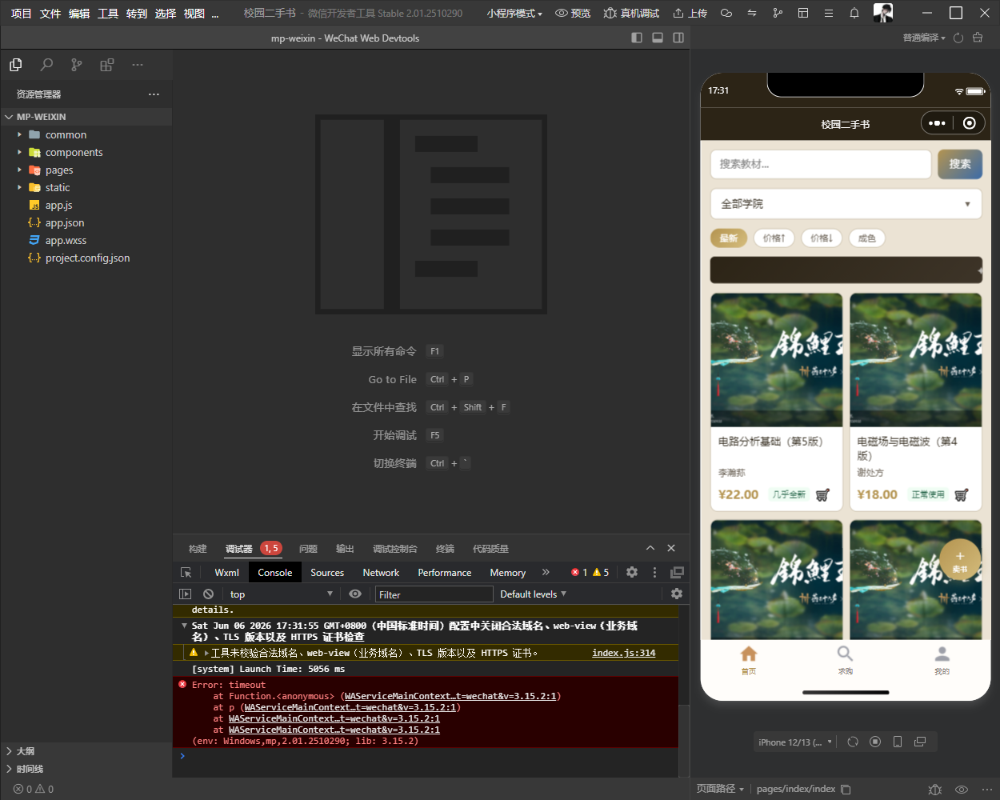 项目 文件 编辑 工具 转到 选择 视图 ...
校园二手书 - 微信开发者工具 Stable 2.01.2510290
小程序模式
预览
真机调试
上传
mp-weixin - WeChat Web Devtools
普通编译
资源管理器
MP-WEIXIN
common
components
pages
static
app.js
app.json
app.wxss
project.config.json
大纲
时间线
0 0
显示所有命令 F1
Go to File Ctrl + P
在文件中查找 Ctrl + Shift + F
开始调试 F5
切换终端 Ctrl + `
构建 调试器 1, 5 问题 输出 调试控制台 终端 代码质量
Wxml Console Sources Network Performance Memory » 1 5
top Filter Default levels
details.
Sat Jun 06 2026 17:31:55 GMT+0800 (中国标准时间) 配置中关闭合法域名、web-view（业务域
名）、TLS 版本以及 HTTPS 证书检查
工具未校验合法域名、web-view（业务域名）、TLS 版本以及 HTTPS 证书。 index.js:314
[system] Launch Time: 5056 ms
Error: timeout
at Function.<anonymous> (WAServiceMainContext…t=wechat&v=3.15.2:1)
at p (WAServiceMainContext…t=wechat&v=3.15.2:1)
at WAServiceMainContext…t=wechat&v=3.15.2:1
at WAServiceMainContext…t=wechat&v=3.15.2:1
(env: Windows,mp,2.01.2510290; lib: 3.15.2)
17:31
校园二手书
搜索教材...
搜索
全部学院
最新 价格↑ 价格↓ 成色
錦鯉
錦鯉
电路分析基础（第5版）
李瀚荪
¥22.00 几乎全新
电磁场与电磁波（第4
版）
谢处方
¥18.00 正常使用
錦鯉
錦鯉
+
卖书
首页 求购 我的
iPhone 12/13 (...
页面路径
pages/index/index